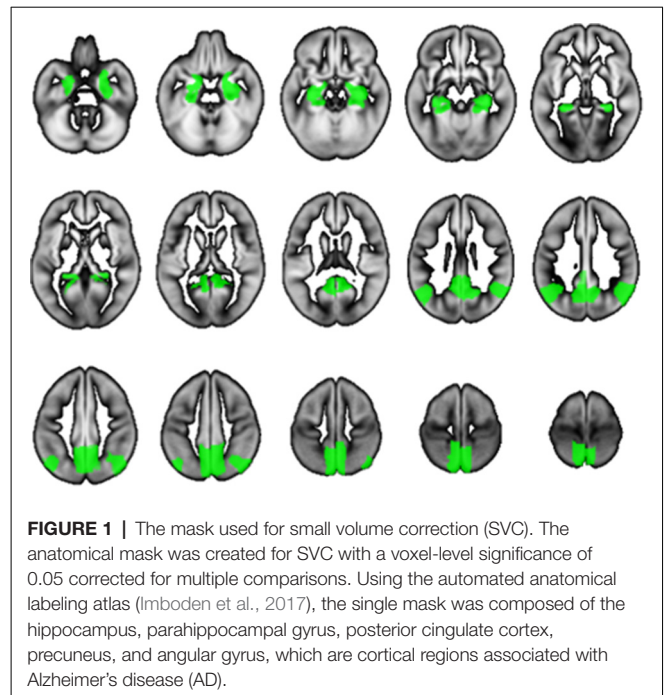 FIGURE 1 | The mask used for small volume correction (SVC). The
anatomical mask was created for SVC with a voxel-level significance of
0.05 corrected for multiple comparisons. Using the automated anatomical
labeling atlas (Imboden et al., 2017), the single mask was composed of the
hippocampus, parahippocampal gyrus, posterior cingulate cortex,
precuneus, and angular gyrus, which are cortical regions associated with
Alzheimer's disease (AD).